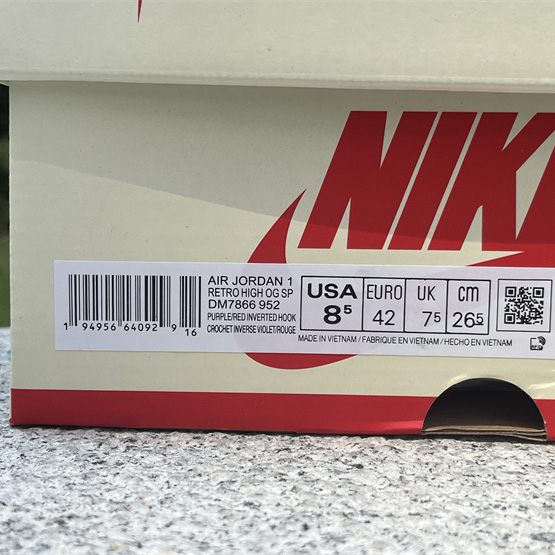 NIKE
AIR JORDAN 1
RETRO HIGH OG SP
DM7866 952
PURPLE/RED INVERTED HOOK
CROCHET INVERSE VIOLET/ROUGE
1 94956 64092 9 16
USA EURO UK cm
8⁵ 42 7⁵ 26⁵
MADE IN VIETNAM / FABRIQUE EN VIETNAM / HECHO EN VIETNAM